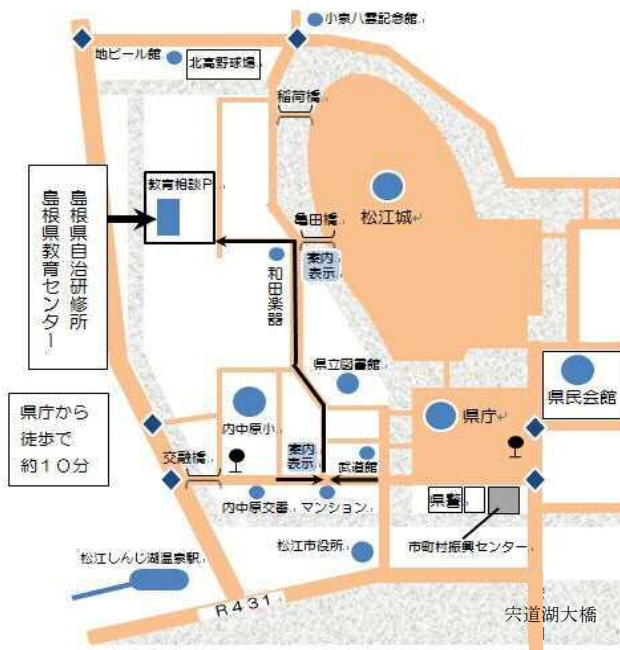 小泉八雲記念館
地ビール館
北高野球場
稲荷橋
教育相談P
島根県自治研修所
島根県教育センター
亀田橋
松江城
案内
表示
和田楽器
県立図書館
県民会館
県庁から
徒歩で
約10分
内中原小
県庁
交融橋
案内
表示
武道館
内中原交番
マンション
県警
松江市役所
市町村振興センター
松江しんじ湖温泉駅
R431
宍道湖大橋